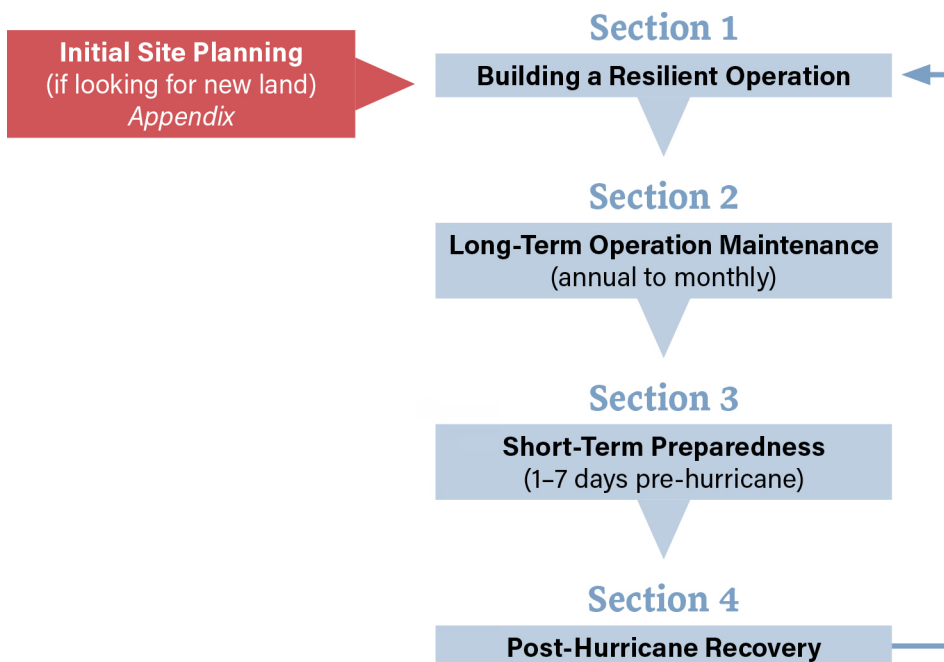 Initial Site Planning
(if looking for new land)
Appendix
Section 1
Building a Resilient Operation
Section 2
Long-Term Operation Maintenance
(annual to monthly)
Section 3
Short-Term Preparedness
(1–7 days pre-hurricane)
Section 4
Post-Hurricane Recovery